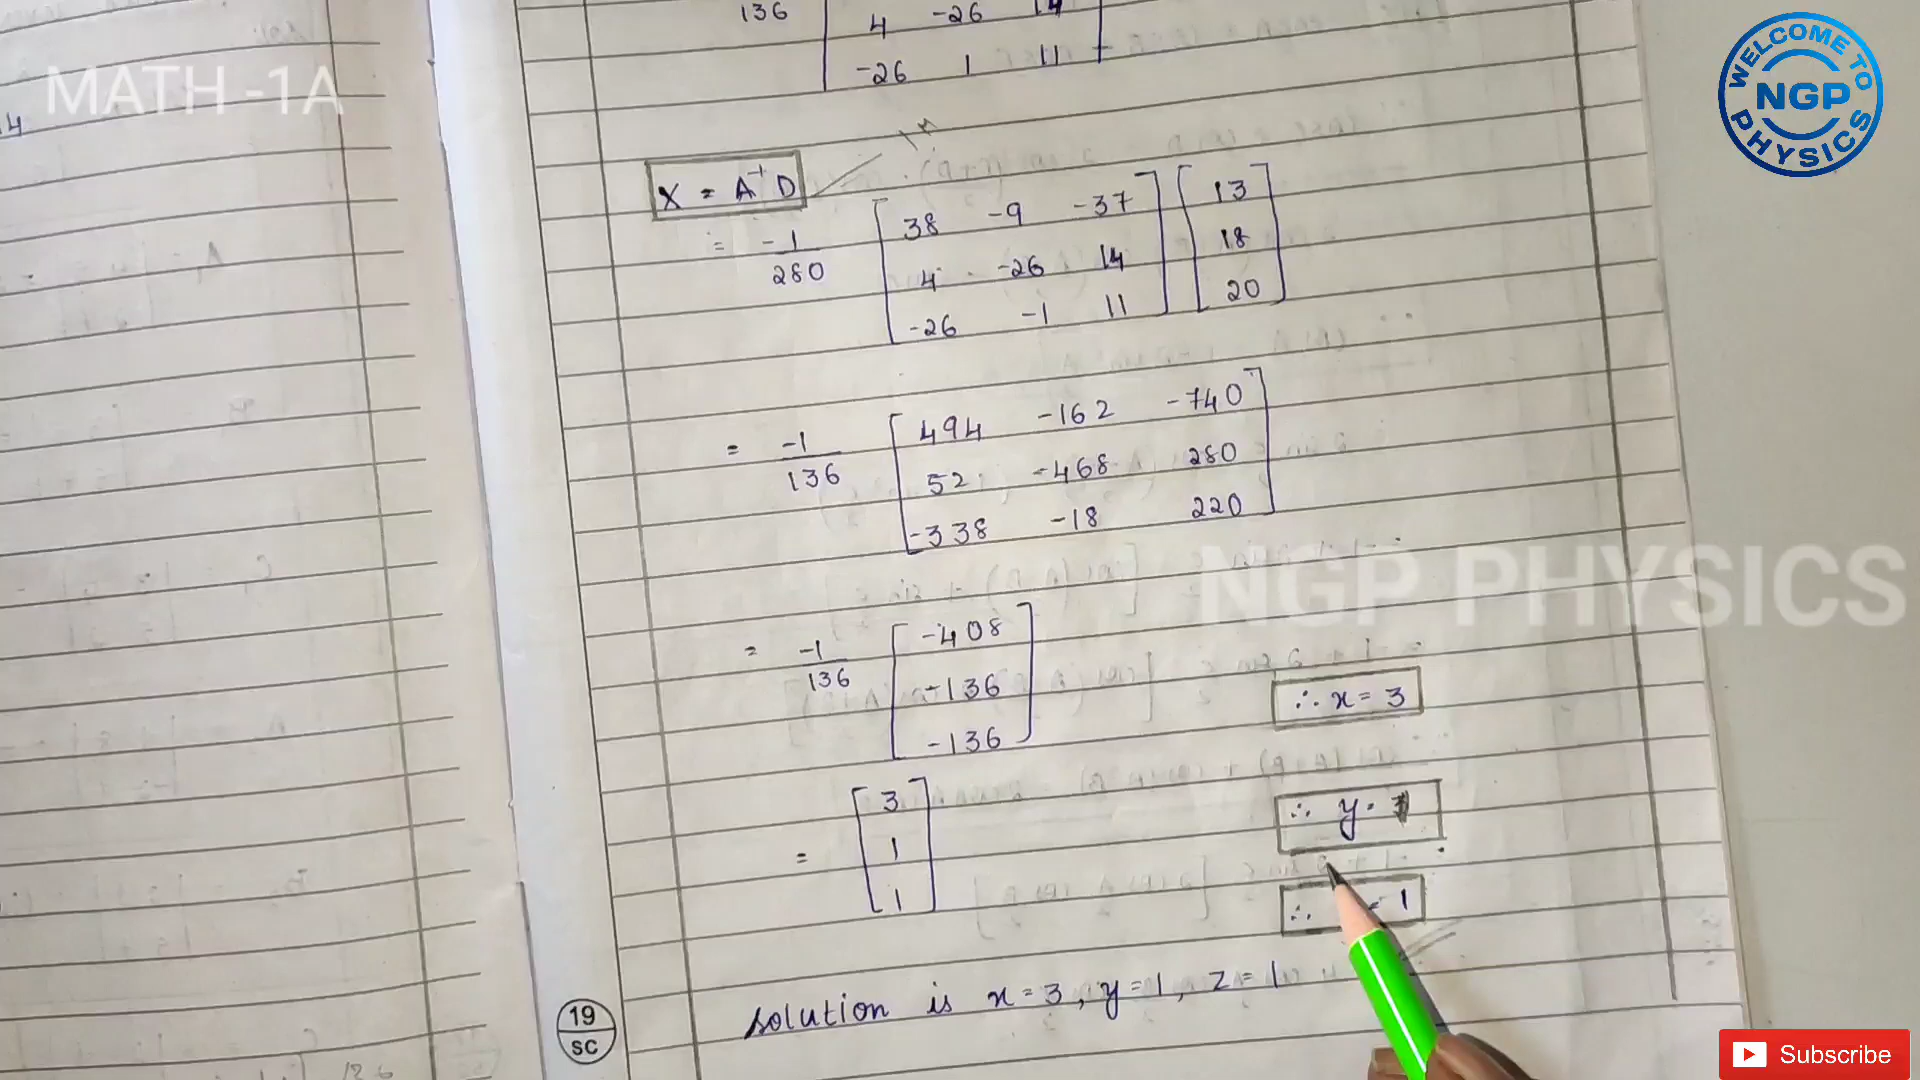 MATH -1A
WELCOME TO
NGP
PHYSICS
4
136 4 -26 14
-26 1 11
X = A⁻¹ D
= -1/280 [38 -9 -37] [13]
4 -26 14 18
-26 -1 11 20
= -1/136 [494 -162 -740]
52 -468 280
-338 -18 220
NGP PHYSICS
= -1/136 [-408]
-136
-136
∴ x = 3
= [3]
1
1
∴ y =
∴ = 1
solution is x = 3, y = 1, z = 1
19
SC
136
Subscribe